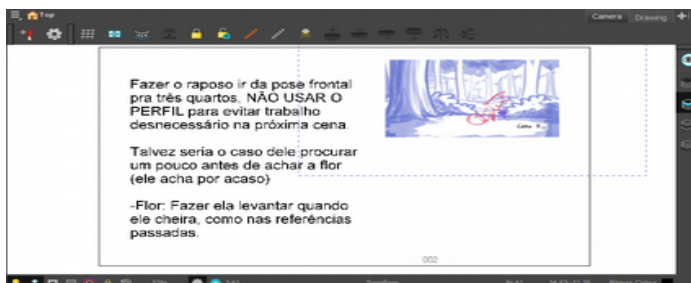 Top
Camera
Drawing
Fazer o raposo ir da pose frontal
pra três quartos, NÃO USAR O
PERFIL para evitar trabalho
desnecessário na próxima cena.
Talvez seria o caso dele procurar
um pouco antes de achar a flor
(ele acha por acaso)
-Flor: Fazer ela levantar quando
ele cheira, como nas referências
passadas.
002